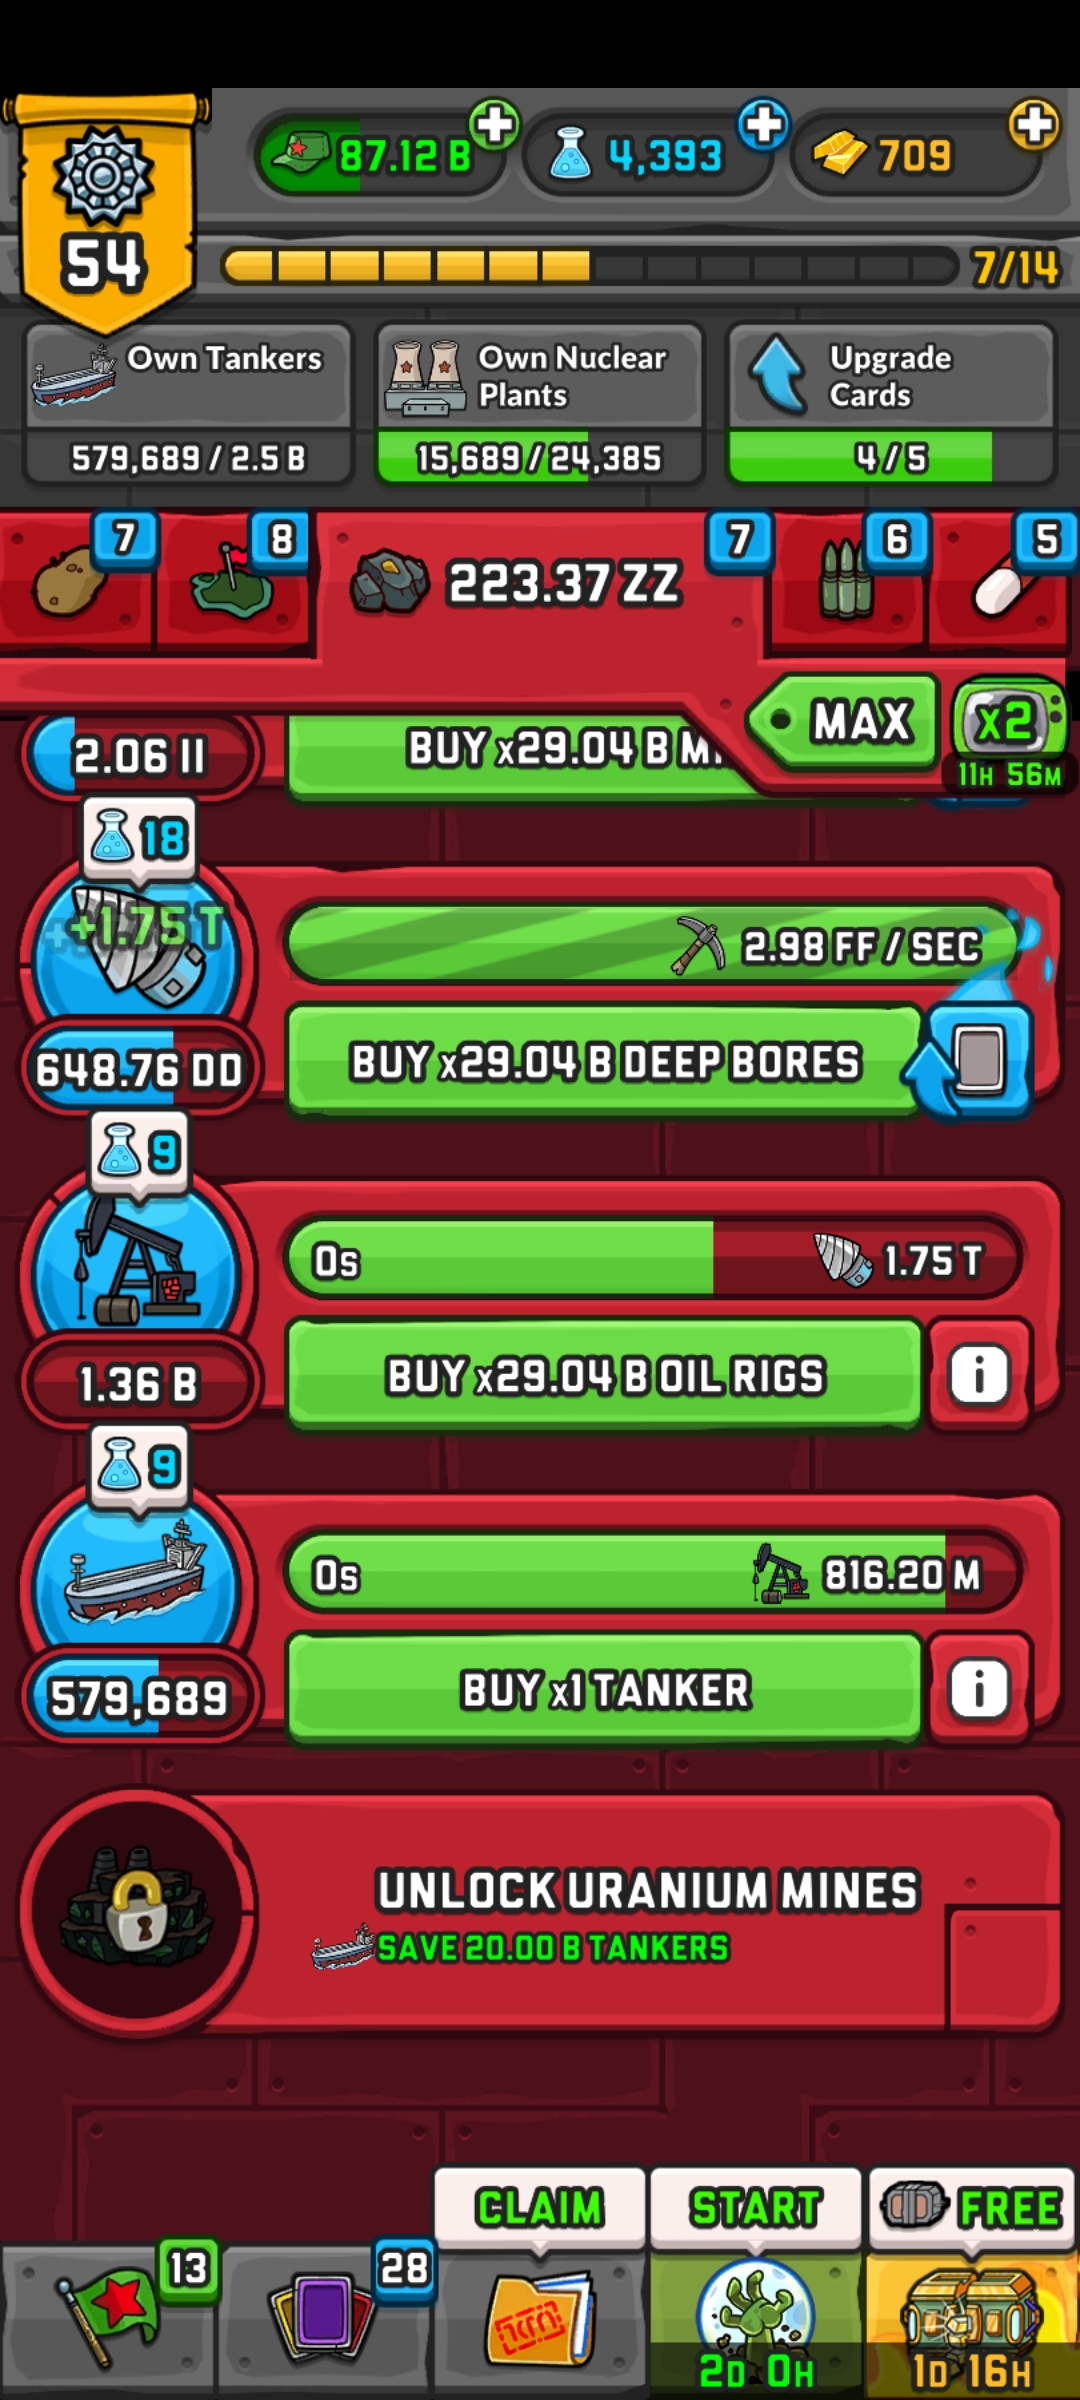 87.12 B
4,393
709
54
7/14
Own Tankers
579,689 / 2.5 B
Own Nuclear
Plants
15,689 / 24,385
Upgrade
Cards
4 / 5
7
8
223.37 ZZ
7
6
5
MAX
x2
11H 56M
2.06 II
BUY x29.04 B
18
+1.75 T
2.98 FF / SEC
648.76 DD
BUY x29.04 B DEEP BORES
9
0s
1.75 T
1.36 B
BUY x29.04 B OIL RIGS
i
9
0s
816.20 M
579,689
BUY x1 TANKER
i
UNLOCK URANIUM MINES
SAVE 20.00 B TANKERS
CLAIM
START
FREE
13
28
2D 0H
1D 16H